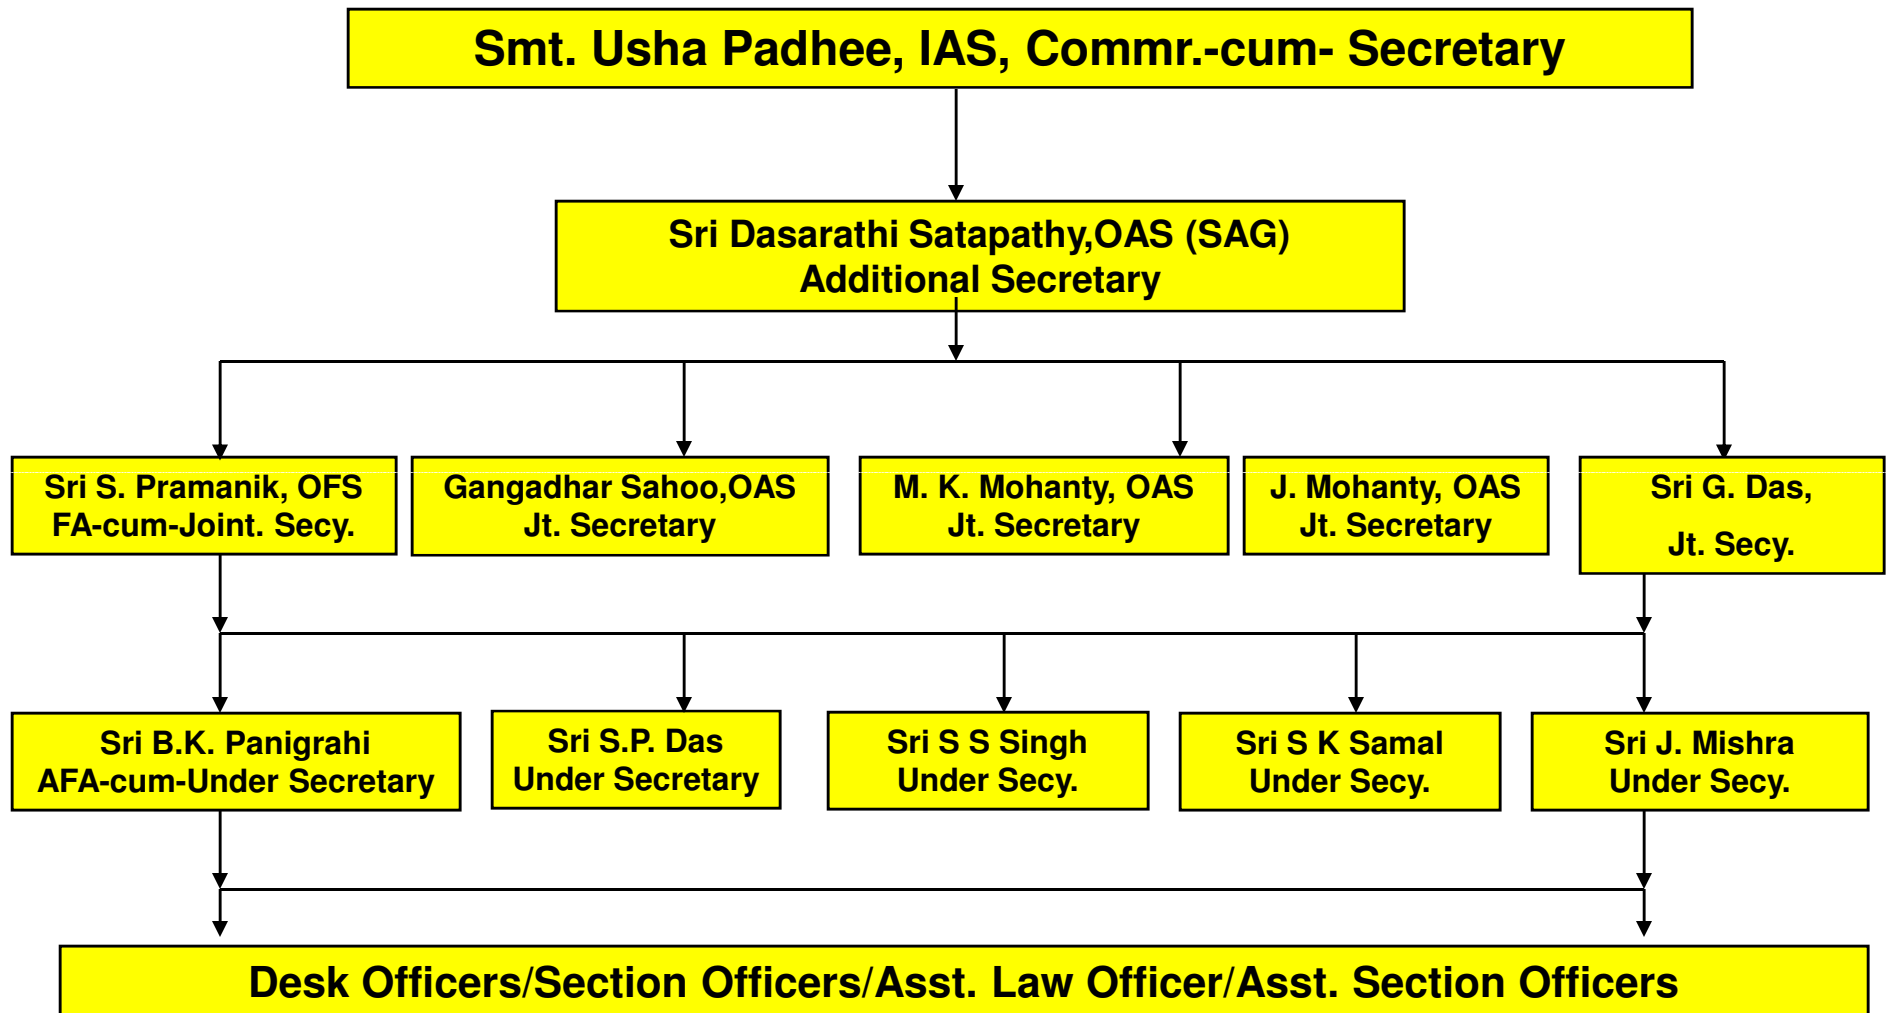 Smt. Usha Padhee, IAS, Commr.-cum- Secretary
Sri Dasarathi Satapathy,OAS (SAG)
Additional Secretary
Sri S. Pramanik, OFS
FA-cum-Joint. Secy.
Gangadhar Sahoo,OAS
Jt. Secretary
M. K. Mohanty, OAS
Jt. Secretary
J. Mohanty, OAS
Jt. Secretary
Sri G. Das,
Jt. Secy.
Sri B.K. Panigrahi
AFA-cum-Under Secretary
Sri S.P. Das
Under Secretary
Sri S S Singh
Under Secy.
Sri S K Samal
Under Secy.
Sri J. Mishra
Under Secy.
Desk Officers/Section Officers/Asst. Law Officer/Asst. Section Officers